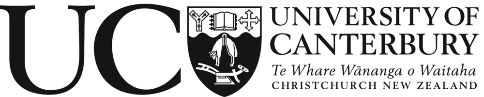 UC
UNIVERSITY OF
CANTERBURY
Te Whare Wānanga o Waitaha
CHRISTCHURCH NEW ZEALAND